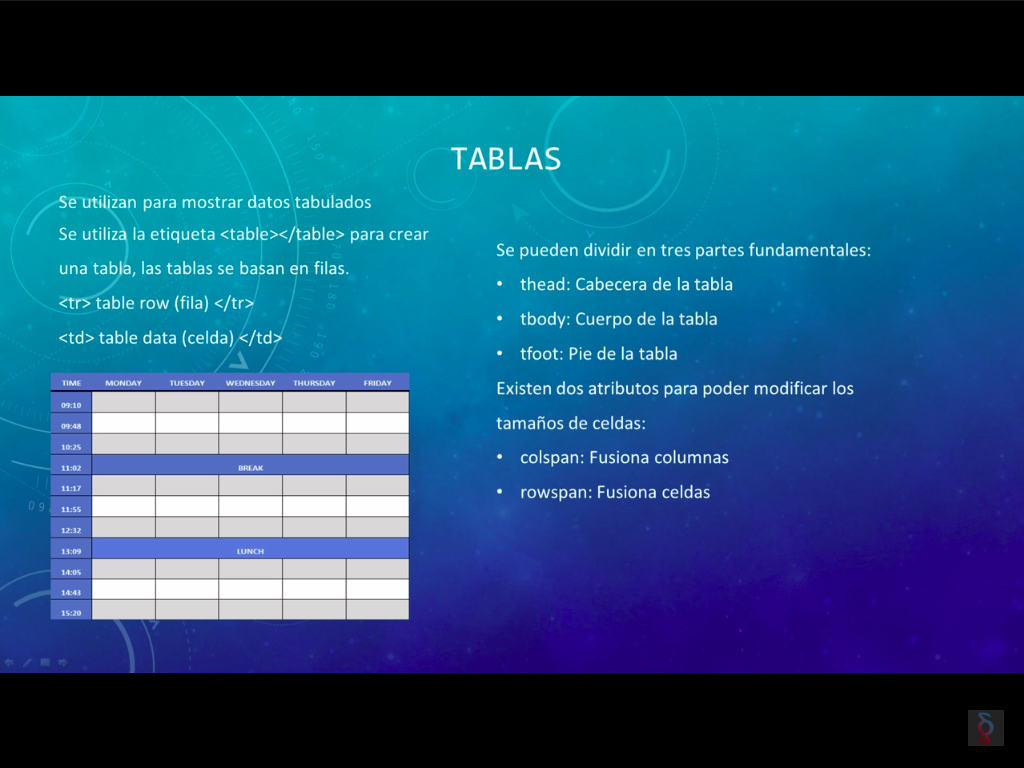 TABLAS
Se utilizan para mostrar datos tabulados
Se utiliza la etiqueta <table></table> para crear
una tabla, las tablas se basan en filas.
<tr> table row (fila) </tr>
<td> table data (celda) </td>
TIME MONDAY TUESDAY WEDNESDAY THURSDAY FRIDAY
09:10
09:48
10:25
11:02 BREAK
11:17
11:55
12:32
13:09 LUNCH
14:05
14:43
15:20
Se pueden dividir en tres partes fundamentales:
• thead: Cabecera de la tabla
• tbody: Cuerpo de la tabla
• tfoot: Pie de la tabla
Existen dos atributos para poder modificar los
tamaños de celdas:
• colspan: Fusiona columnas
• rowspan: Fusiona celdas